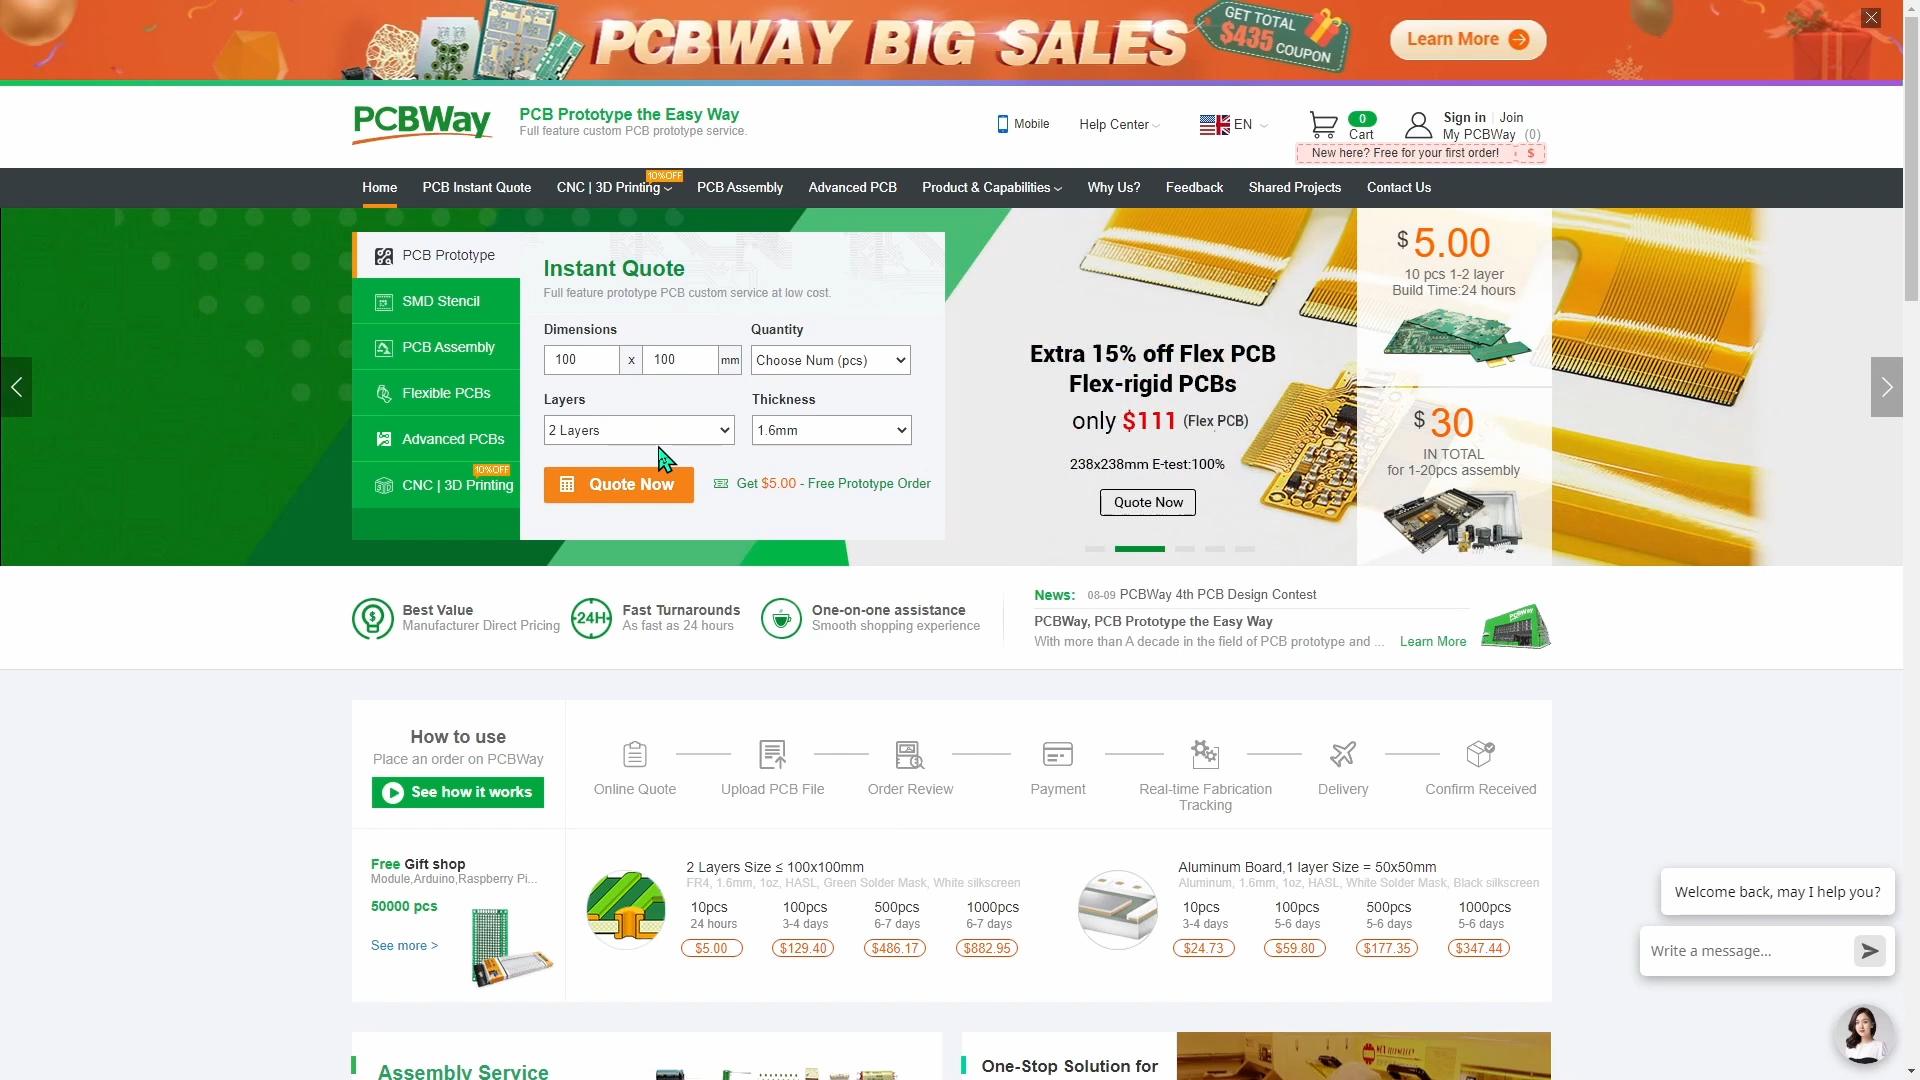 PCBWAY BIG SALES
GET TOTAL
$435
COUPON
Learn More
PCBWay
PCB Prototype the Easy Way
Full feature custom PCB prototype service.
Mobile
Help Center
EN
0
Cart
Sign in | Join
My PCBWay (0)
New here? Free for your first order! $
Home
PCB Instant Quote
CNC | 3D Printing
10%OFF
PCB Assembly
Advanced PCB
Product & Capabilities
Why Us?
Feedback
Shared Projects
Contact Us
PCB Prototype
SMD Stencil
PCB Assembly
Flexible PCBs
Advanced PCBs
10%OFF
CNC | 3D Printing
Instant Quote
Full feature prototype PCB custom service at low cost.
Dimensions
Quantity
100 x 100 mm
Choose Num (pcs)
Layers
Thickness
2 Layers
1.6mm
Quote Now
Get $5.00 - Free Prototype Order
Extra 15% off Flex PCB
Flex-rigid PCBs
only $111 (Flex PCB)
238x238mm E-test:100%
Quote Now
$ 5.00
10 pcs 1-2 layer
Build Time:24 hours
$ 30
IN TOTAL
for 1-20pcs assembly
Best Value
Manufacturer Direct Pricing
24H
Fast Turnarounds
As fast as 24 hours
One-on-one assistance
Smooth shopping experience
News: 08-09 PCBWay 4th PCB Design Contest
PCBWay, PCB Prototype the Easy Way
With more than A decade in the field of PCB prototype and ... Learn More
How to use
Place an order on PCBWay
See how it works
Online Quote
Upload PCB File
Order Review
Payment
Real-time Fabrication
Tracking
Delivery
Confirm Received
Free Gift shop
Module,Arduino,Raspberry Pi...
50000 pcs
See more >
2 Layers Size ≤ 100x100mm
FR4, 1.6mm, 1oz, HASL, Green Solder Mask, White silkscreen
10pcs 100pcs 500pcs 1000pcs
24 hours 3-4 days 6-7 days 6-7 days
$5.00 $129.40 $486.17 $882.95
Aluminum Board,1 layer Size = 50x50mm
Aluminum, 1.6mm, 1oz, HASL, White Solder Mask, Black silkscreen
10pcs 100pcs 500pcs 1000pcs
3-4 days 5-6 days 5-6 days 5-6 days
$24.73 $59.80 $177.35 $347.44
Welcome back, may I help you?
Write a message...
Assembly Service
One-Stop Solution for